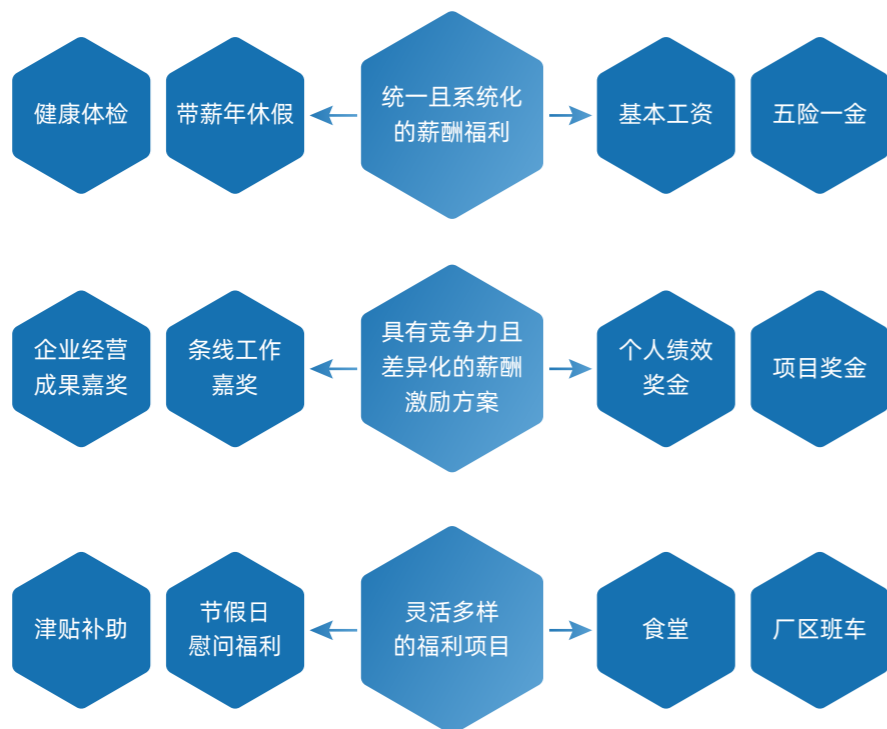 健康体检
带薪年休假
统一且系统化
的薪酬福利
基本工资
五险一金
企业经营
成果嘉奖
条线工作
嘉奖
具有竞争力且
差异化的薪酬
激励方案
个人绩效
奖金
项目奖金
津贴补助
节假日
慰问福利
灵活多样
的福利项目
食堂
厂区班车